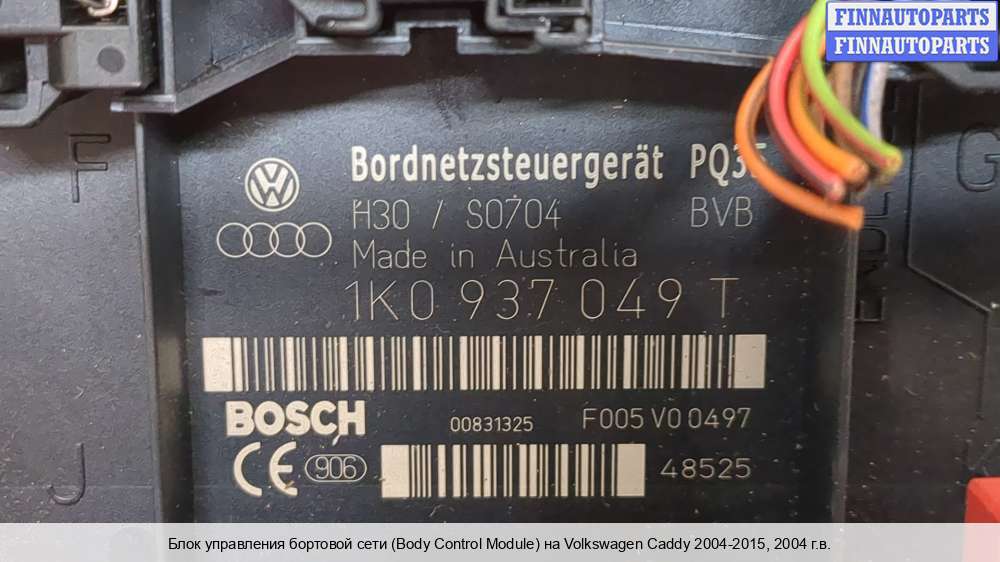 FINNAUTOPARTS
FINNAUTOPARTS
F
G
Bordnetzsteuergerät
H30 / S0704 BVB
Made in Australia
1K0 937 049 T
BOSCH 00831325 F005 V0 0497
CE 906 48525
J
Блок управления бортовой сети (Body Control Module) на Volkswagen Caddy 2004-2015, 2004 г.в.